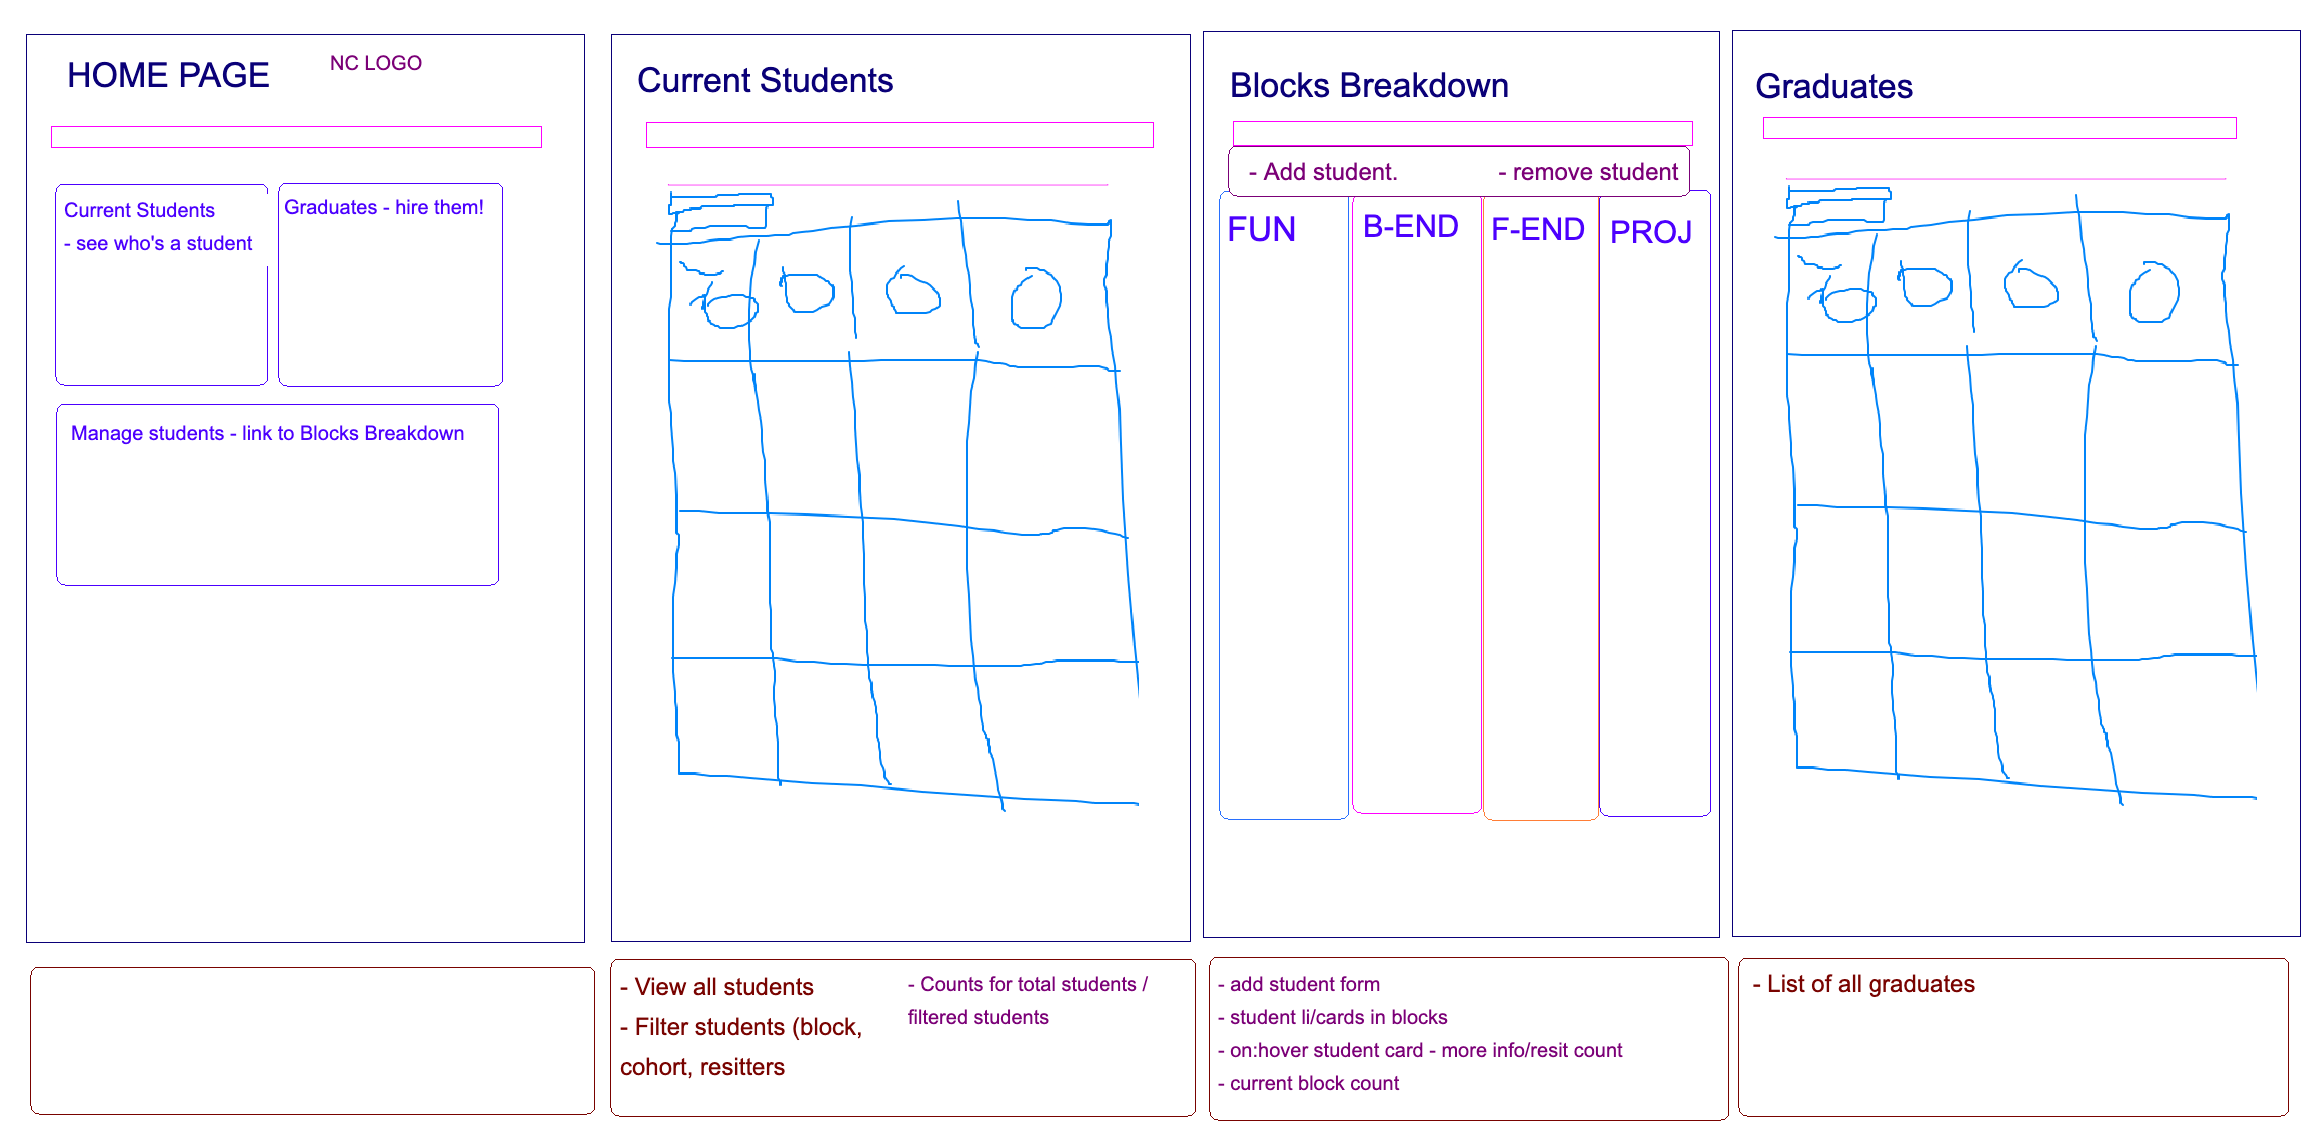 HOME PAGE
NC LOGO
Current Students
- see who's a student
Graduates - hire them!
Manage students - link to Blocks Breakdown
Current Students
Blocks Breakdown
- Add student.
- remove student
FUN
B-END
F-END
PROJ
Graduates
- View all students
- Filter students (block,
cohort, resitters
- Counts for total students /
filtered students
- add student form
- student li/cards in blocks
- on:hover student card - more info/resit count
- current block count
- List of all graduates